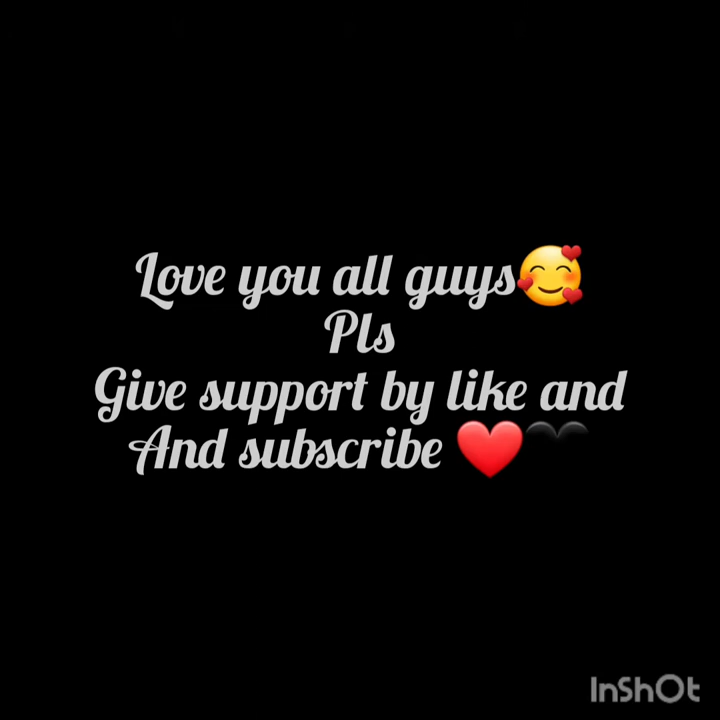 Love you all guys🥰
Pls
Give support by like and
And subscribe ❤️🖤
InShOt